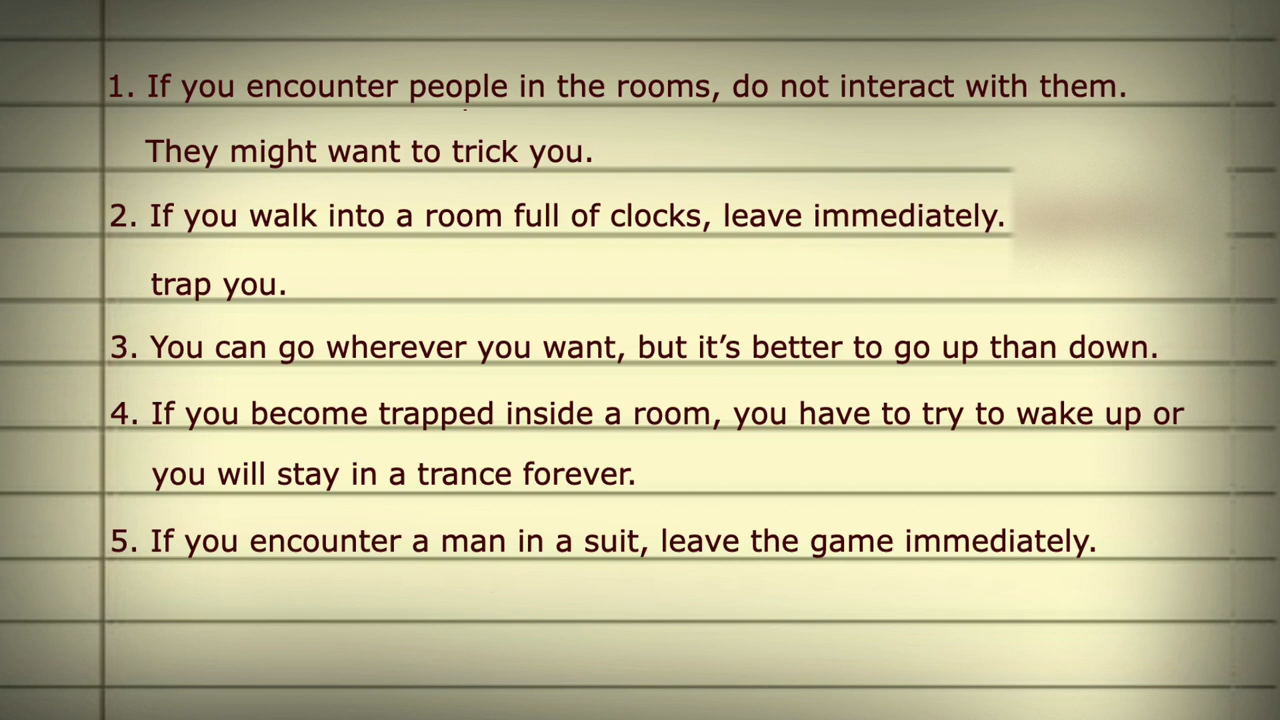 1. If you encounter people in the rooms, do not interact with them.
They might want to trick you.
2. If you walk into a room full of clocks, leave immediately.
trap you.
3. You can go wherever you want, but it’s better to go up than down.
4. If you become trapped inside a room, you have to try to wake up or
you will stay in a trance forever.
5. If you encounter a man in a suit, leave the game immediately.